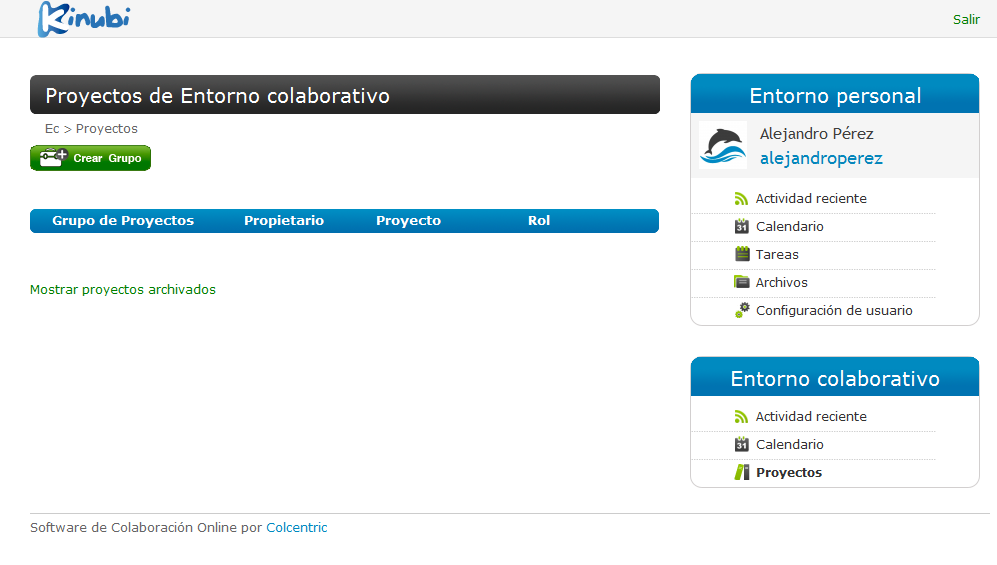 Kinubi
Salir
Proyectos de Entorno colaborativo
Ec > Proyectos
Crear Grupo
Grupo de Proyectos Propietario Proyecto Rol
Mostrar proyectos archivados
Entorno personal
Alejandro Pérez
alejandroperez
Actividad reciente
31 Calendario
Tareas
Archivos
Configuración de usuario
Entorno colaborativo
Actividad reciente
31 Calendario
Proyectos
Software de Colaboración Online por Colcentric